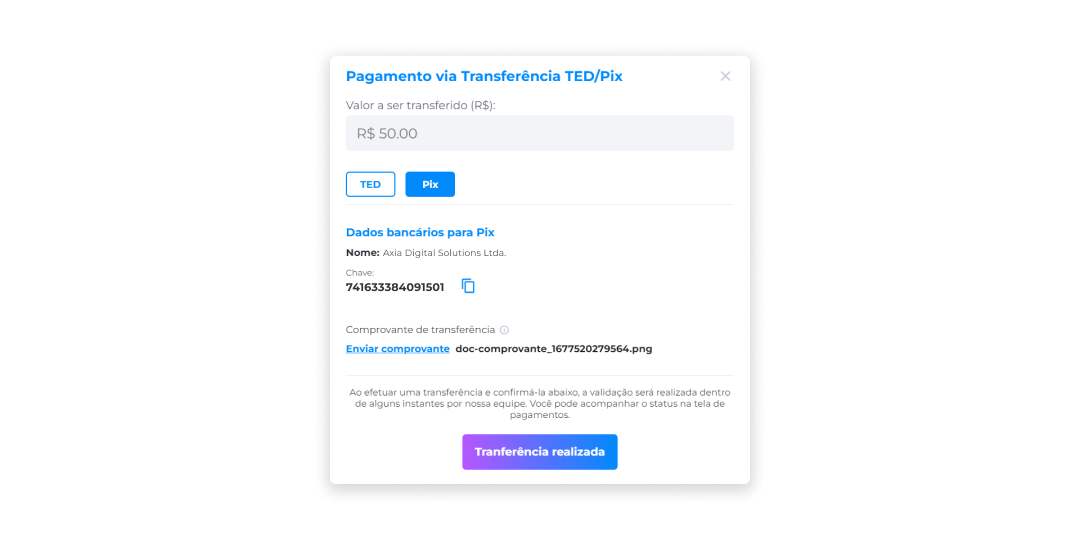 Pagamento via Transferência TED/Pix
Valor a ser transferido (R$):
R$ 50.00
TED Pix
Dados bancários para Pix
Nome: Axia Digital Solutions Ltda.
Chave:
741633384091501
Comprovante de transferência
Enviar comprovante doc-comprovante_1677520279564.png
Ao efetuar uma transferência e confirmá-la abaixo, a validação será realizada dentro
de alguns instantes por nossa equipe. Você pode acompanhar o status na tela de
pagamentos.
Tranferência realizada